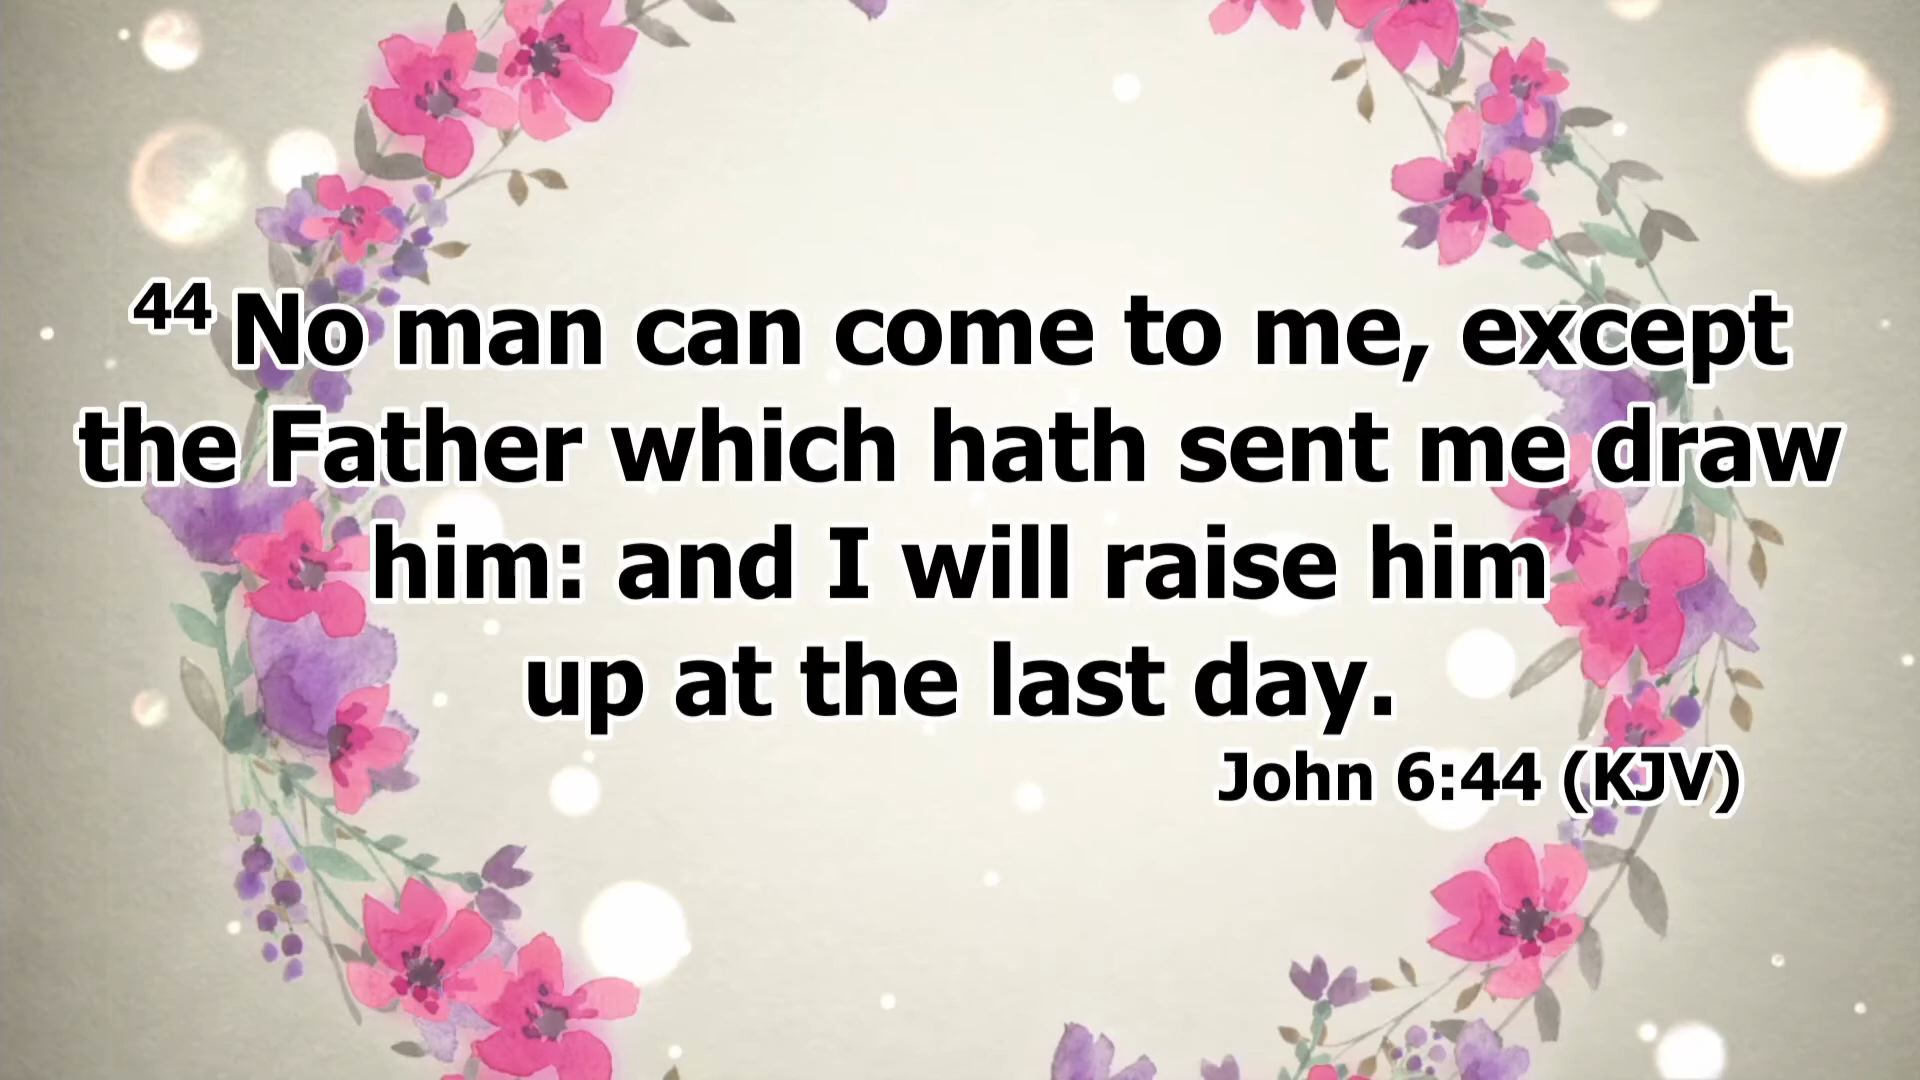 44 No man can come to me, except
the Father which hath sent me draw
him: and I will raise him
up at the last day.
John 6:44 (KJV)